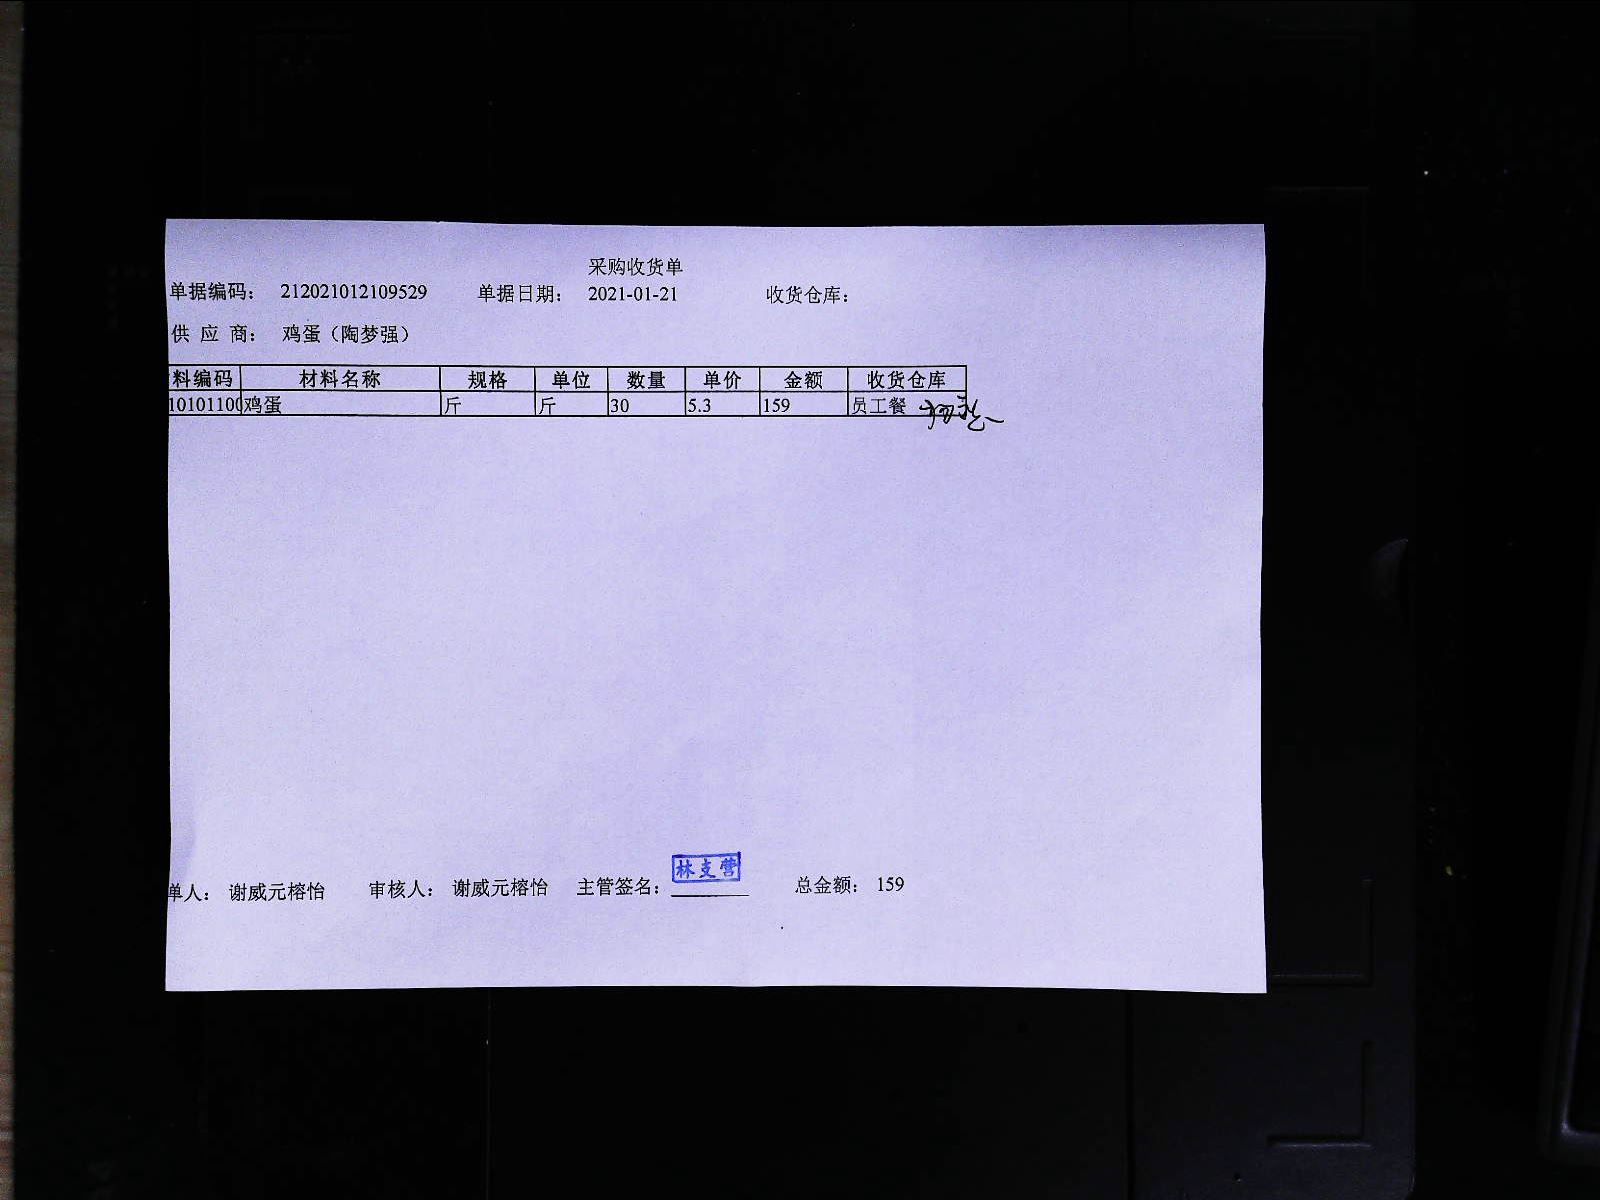 采购收货单
单据编码： 212021012109529 单据日期： 2021-01-21 收货仓库：
供 应 商： 鸡蛋（陶梦强）
料编码 材料名称 规格 单位 数量 单价 金额 收货仓库
10101100 鸡蛋 斤 斤 30 5.3 159 员工餐
林支营
单人： 谢威元榕怡 审核人： 谢威元榕怡 主管签名： 总金额： 159